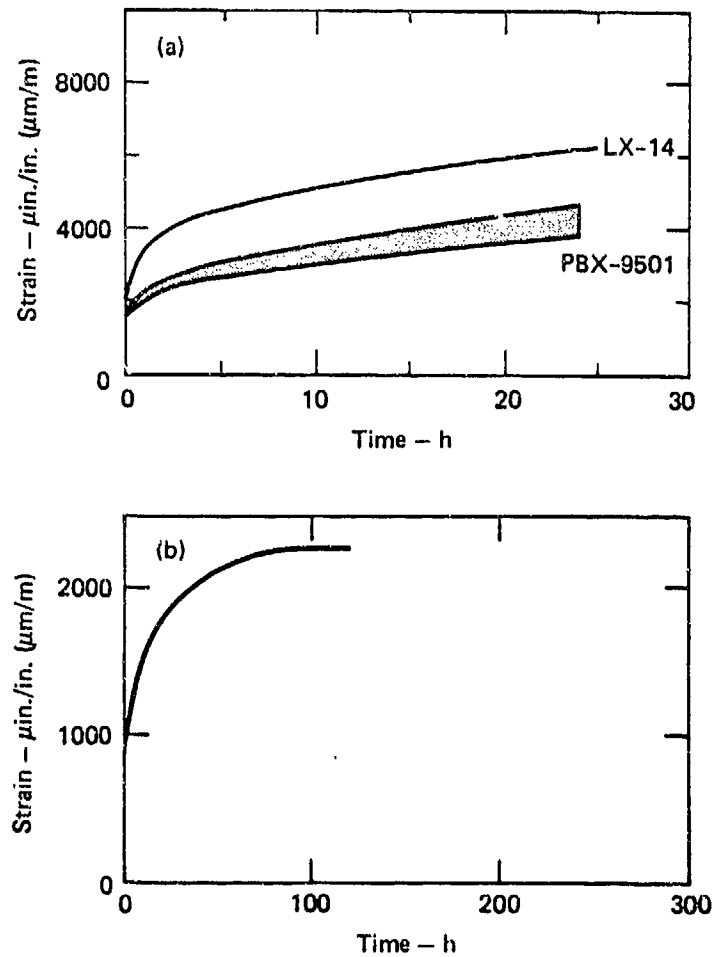 (a)
8000
4000
0
Strain – μin./in. (μm/m)
LX-14
PBX-9501
0 10 20 30
Time – h
(b)
2000
1000
0
Strain – μin./in. (μm/m)
0 100 200 300
Time – h